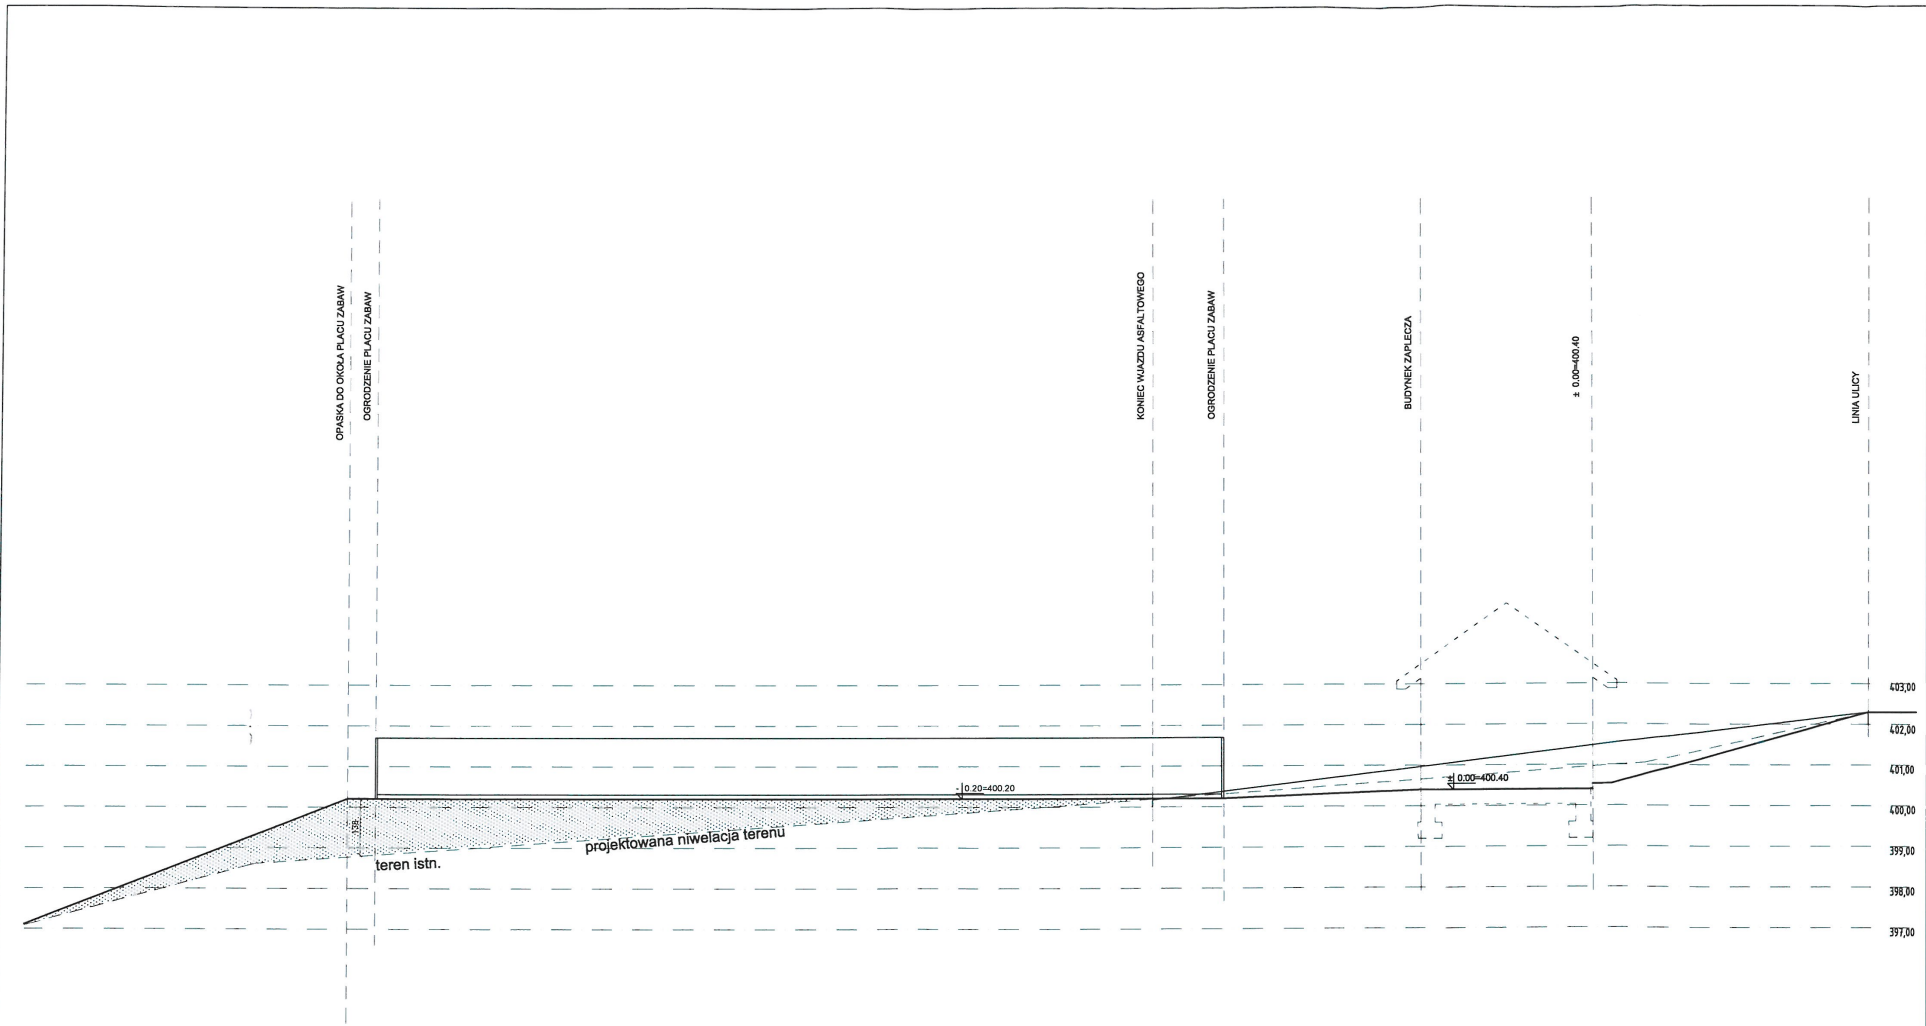 OPASKA DO OKOŁA PLACU ZABAW
OGRODZENIE PLACU ZABAW
KONIEC WJAZDU ASFALTOWEGO
OGRODZENIE PLACU ZABAW
BUDYNEK ZAPLECZA
± 0.00=400.40
LINIA ULICY
403,00
402,00
401,00
400,00
399,00
398,00
397,00
- 0.20=400.20
± 0.00=400.40
138
projektowana niwelacja terenu
teren istn.